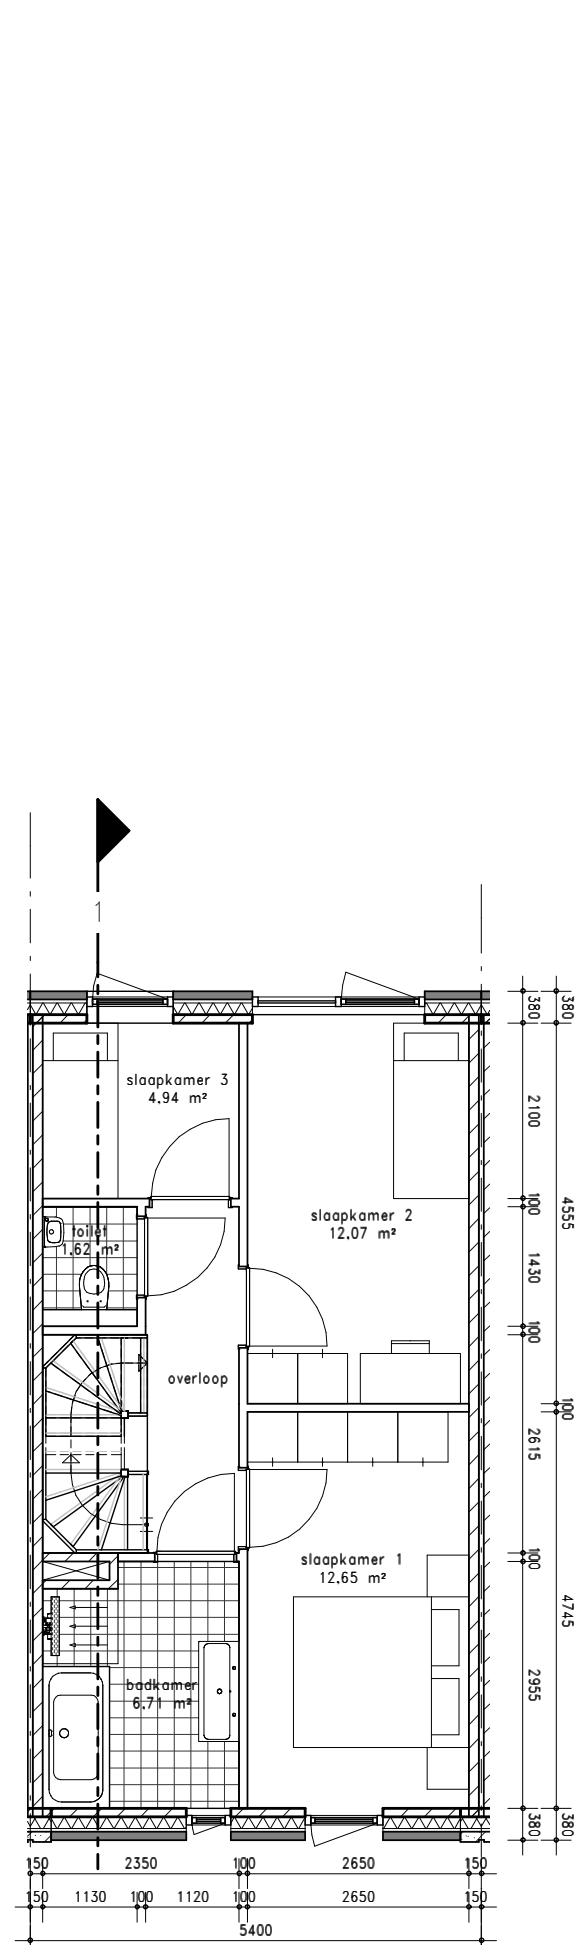 1
slaapkamer 3
4,94 m²
toilet
1,62 m²
slaapkamer 2
12,07 m²
overloop
slaapkamer 1
12,65 m²
badkamer
6,71 m²
380
2100
100
1430
100
2615
100
2955
380
380
4555
100
4745
380
150 2350 100 2650 150
150 1130 100 1120 100 2650 150
5400